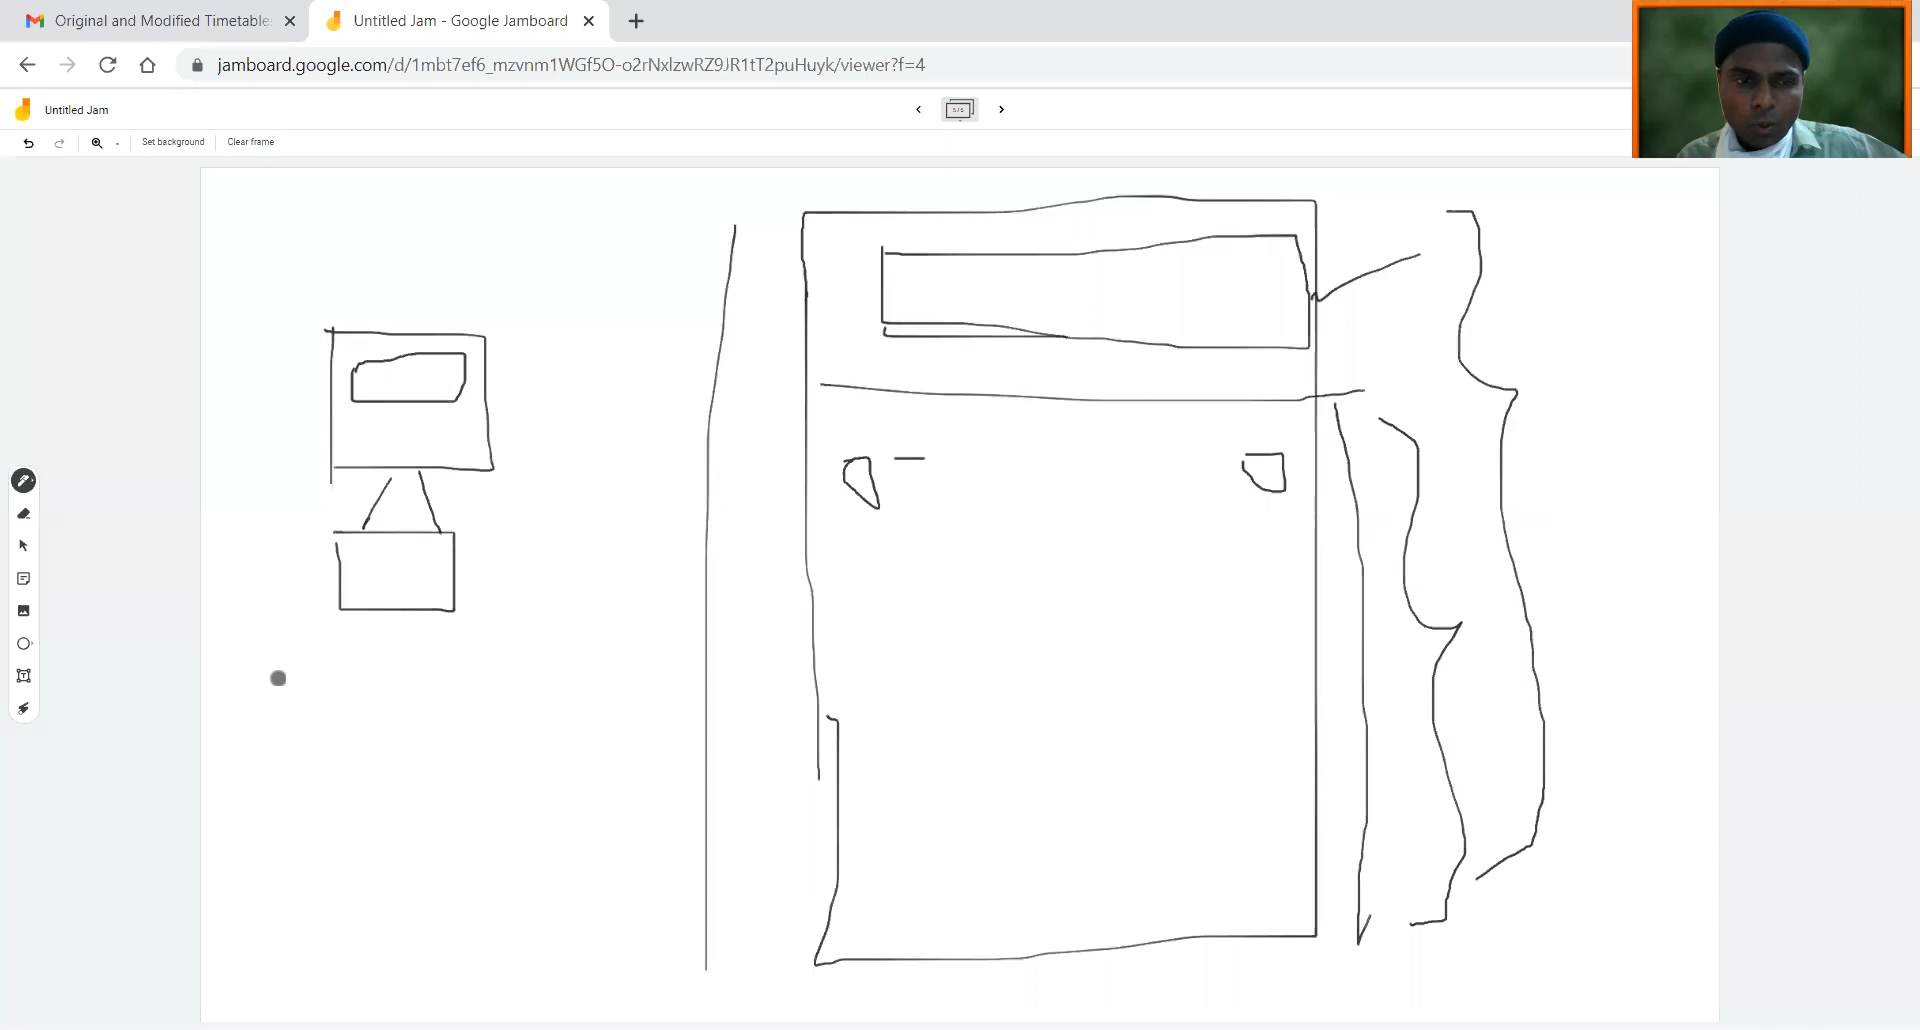 Original and Modified Timetable
Untitled Jam - Google Jamboard
jamboard.google.com/d/1mbt7ef6_mzvnm1WGf5O-o2rNxIzwRZ9JR1tT2puHuyk/viewer?f=4
Untitled Jam
Set background
Clear frame